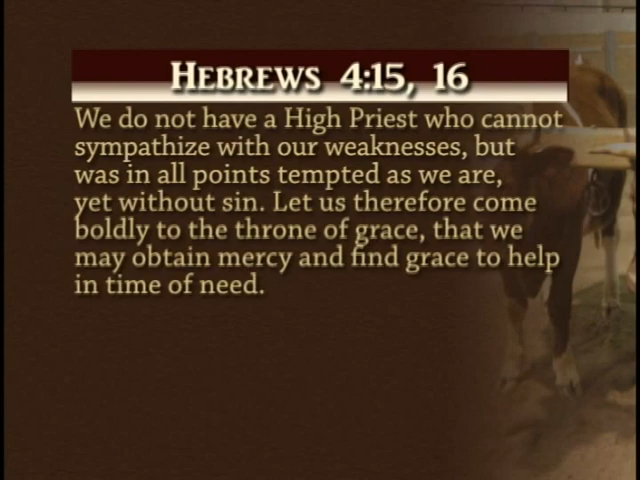 HEBREWS 4:15, 16
We do not have a High Priest who cannot
sympathize with our weaknesses, but
was in all points tempted as we are,
yet without sin. Let us therefore come
boldly to the throne of grace, that we
may obtain mercy and find grace to help
in time of need.